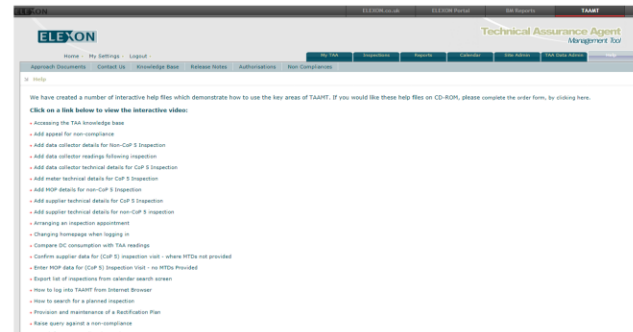 ELEXON
ELEXON.co.uk ELEXON Portal BM Reports TAAMT
ELEXON
Technical Assurance Agent
Management Tool
Home My Settings Logout
My TAA Inspections Reports Calendar Site Admin TAA Data Admin Help
Approach Documents Contact Us Knowledge Base Release Notes Authorisations Non Compliances
Help
We have created a number of interactive help files which demonstrate how to use the key areas of TAAMT. If you would like these help files on CD-ROM, please complete the order form, by clicking here.
Click on a link below to view the interactive video:
Accessing the TAA knowledge base
Add appeal for non-compliance
Add data collector details for Non-CoP 5 Inspection
Add data collector readings following inspection
Add data collector technical details for CoP 5 Inspection
Add meter technical details for CoP 5 Inspection
Add MOP details for non-CoP 5 Inspection
Add supplier technical details for CoP 5 Inspection
Add supplier technical details for non-CoP 5 inspection
Arranging an inspection appointment
Changing homepage when logging in
Compare DC consumption with TAA readings
Confirm supplier data for (CoP 5) inspection visit - where MTDs not provided
Enter MOP data for (CoP 5) Inspection Visit - no MTDs Provided
Export list of inspections from calendar search screen
How to log into TAAMT from Internet Browser
How to search for a planned inspection
Provision and maintenance of a Rectification Plan
Raise query against a non-compliance